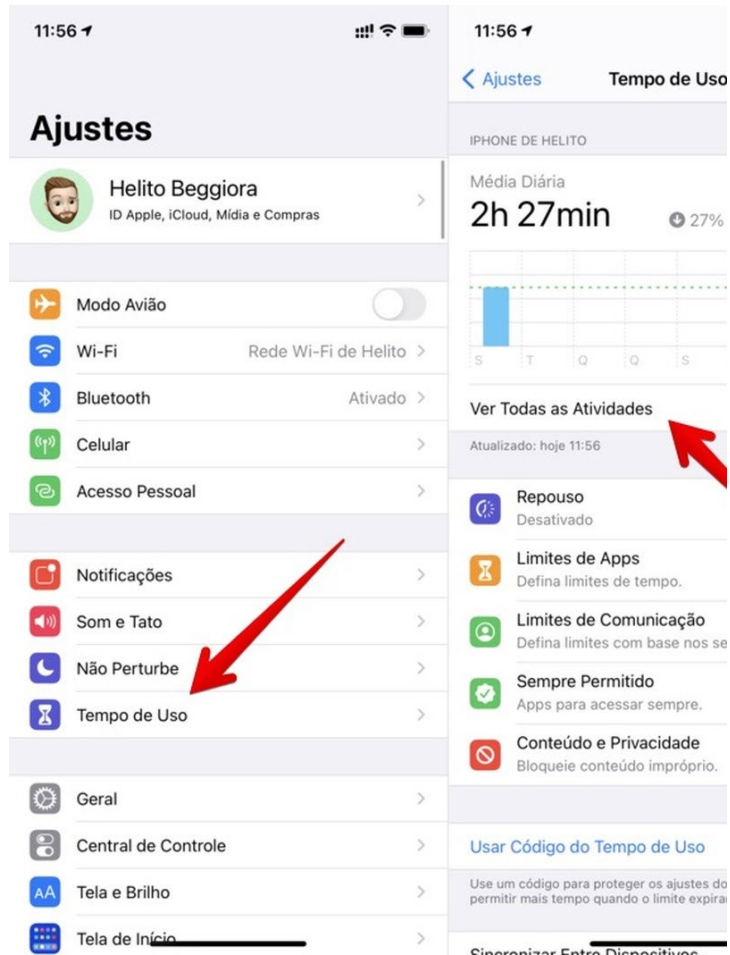 11:56
Ajustes
Helito Beggiora
ID Apple, iCloud, Mídia e Compras
Modo Avião
Wi-Fi Rede Wi-Fi de Helito
Bluetooth Ativado
Celular
Acesso Pessoal
Notificações
Som e Tato
Não Perturbe
Tempo de Uso
Geral
Central de Controle
AA Tela e Brilho
Tela de Início
11:56
Ajustes Tempo de Uso
IPHONE DE HELITO
Média Diária
2h 27min 27%
S T Q Q S
Ver Todas as Atividades
Atualizado: hoje 11:56
Repouso
Desativado
Limites de Apps
Defina limites de tempo.
Limites de Comunicação
Defina limites com base nos se
Sempre Permitido
Apps para acessar sempre.
Conteúdo e Privacidade
Bloqueie conteúdo impróprio.
Usar Código do Tempo de Uso
Use um código para proteger os ajustes do
permitir mais tempo quando o limite expira
Sincronizar Entre Dispositivos